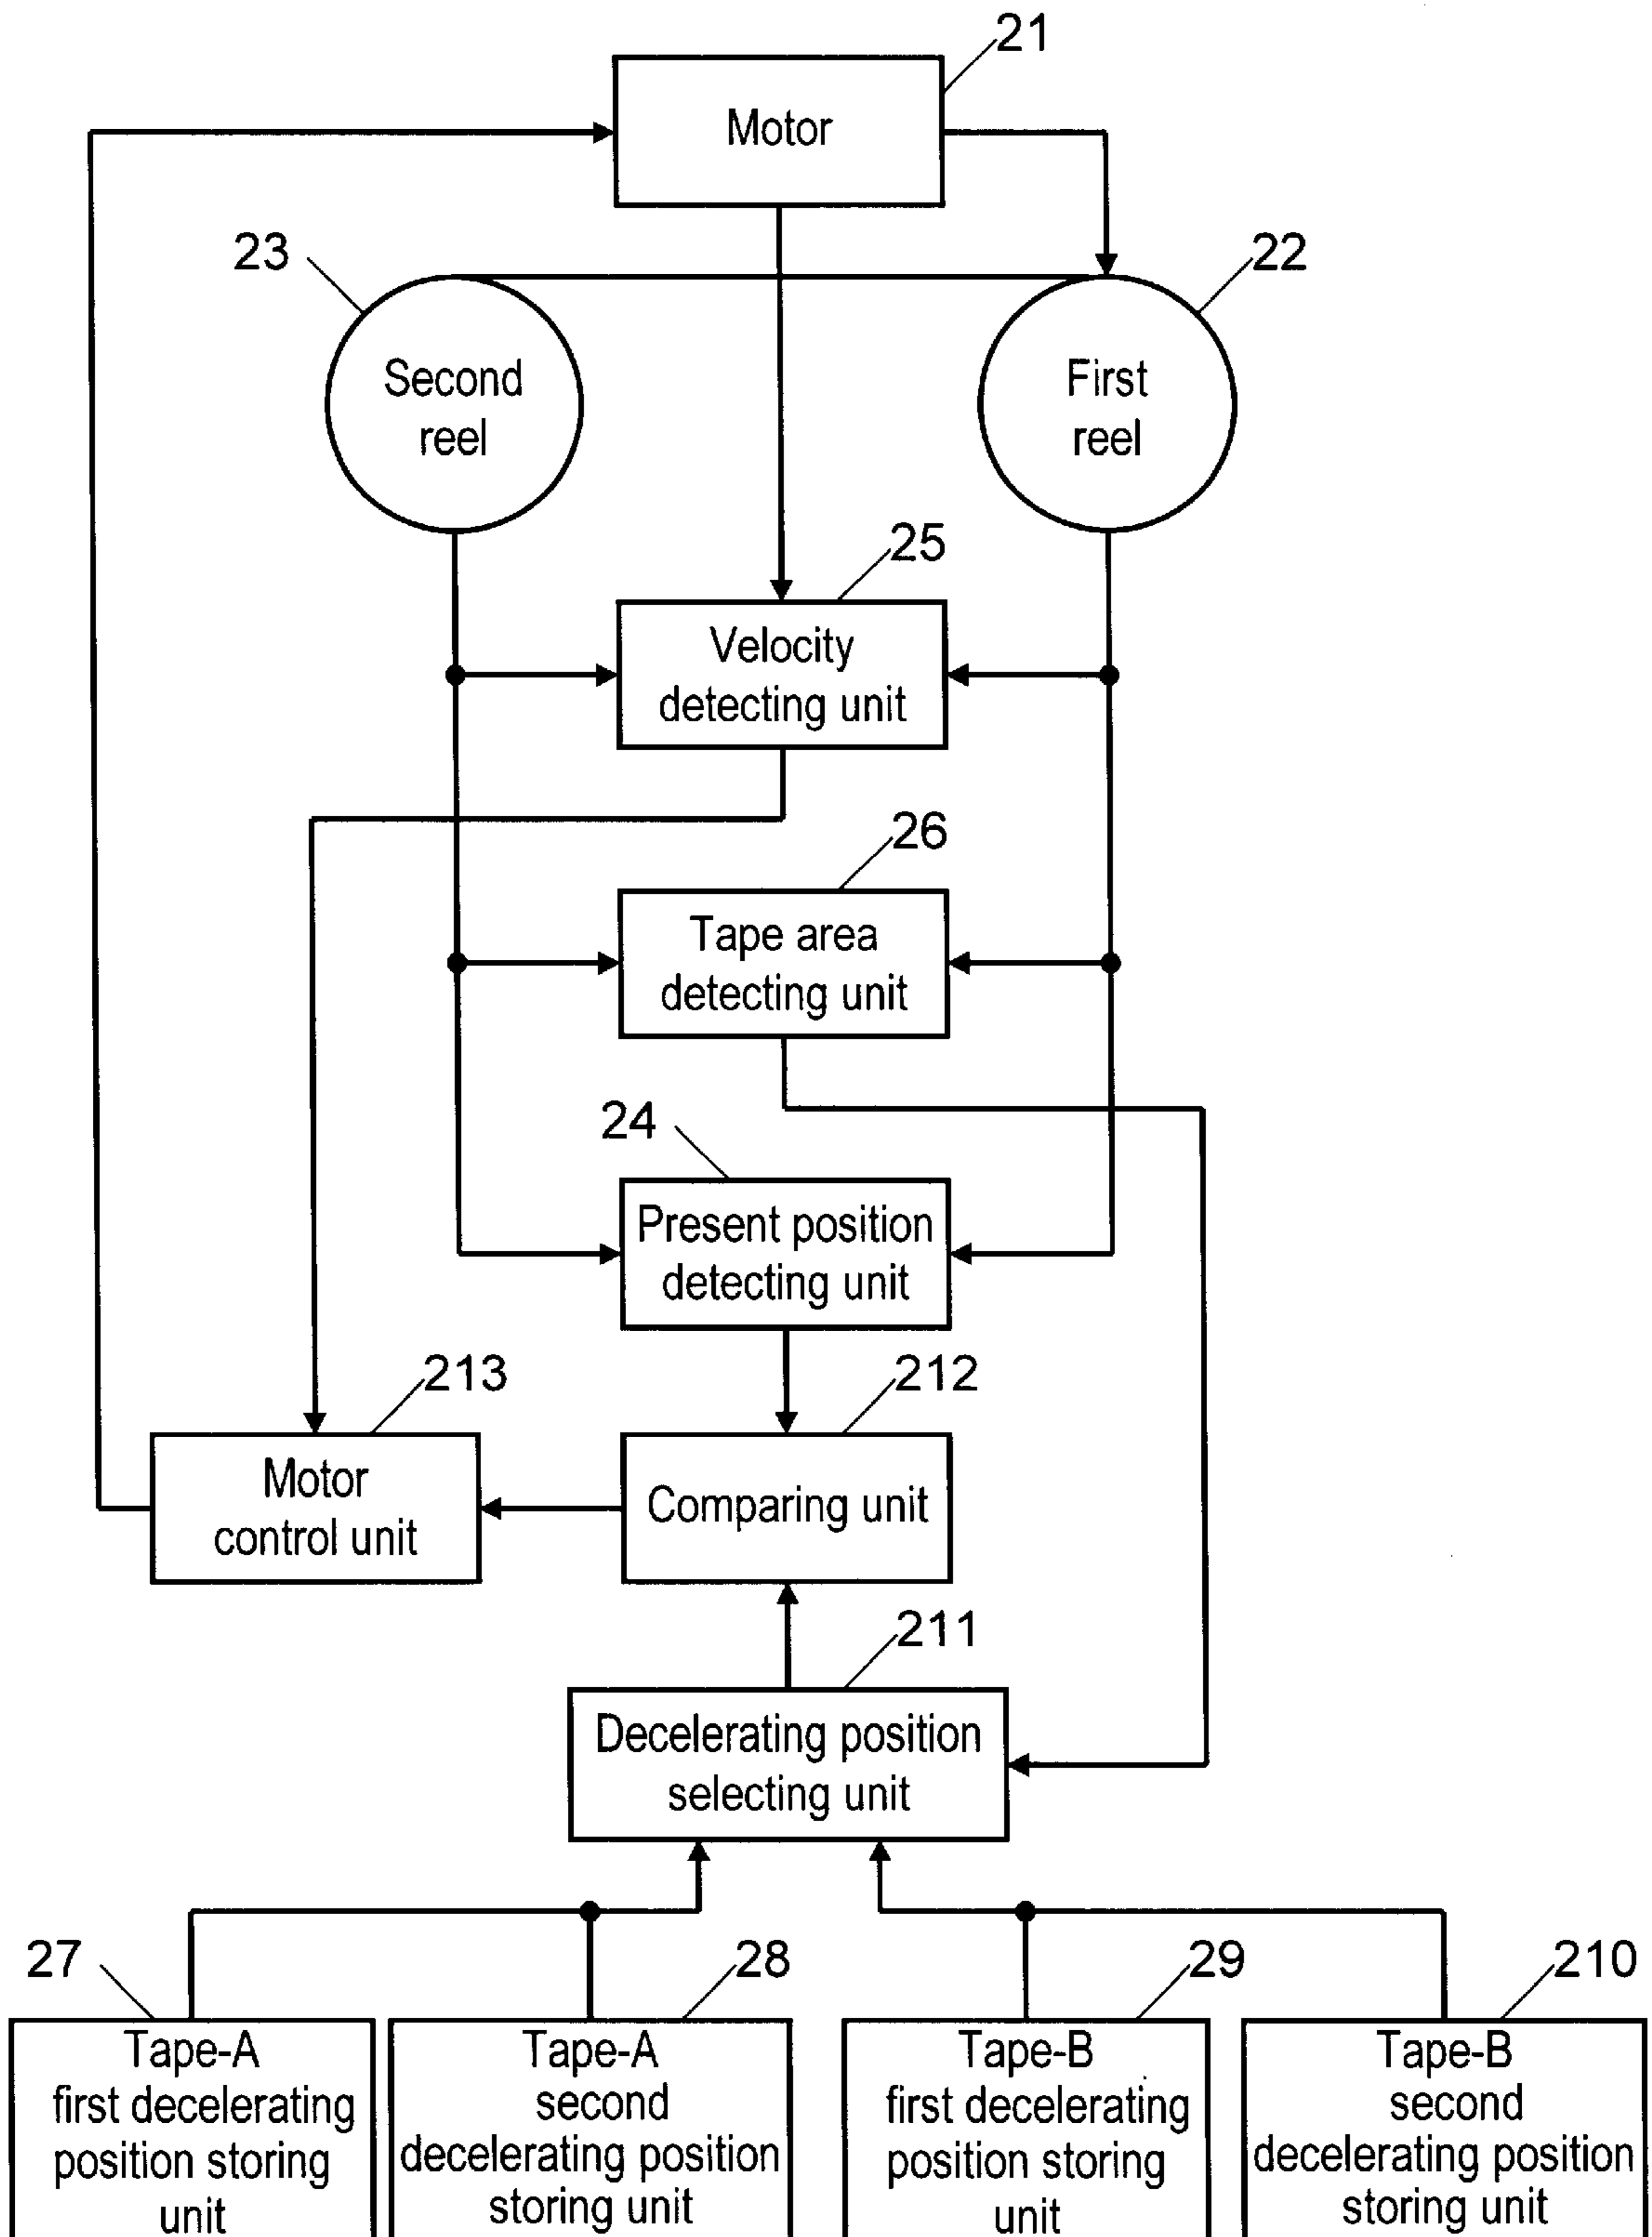 21
Motor
23
22
Second
reel
First
reel
25
Velocity
detecting unit
26
Tape area
detecting unit
24
Present position
detecting unit
213
212
Motor
control unit
Comparing unit
211
Decelerating position
selecting unit
27
28
29
210
Tape-A
first decelerating
position storing
unit
Tape-A
second
decelerating position
storing unit
Tape-B
first decelerating
position storing
unit
Tape-B
second
decelerating position
storing unit